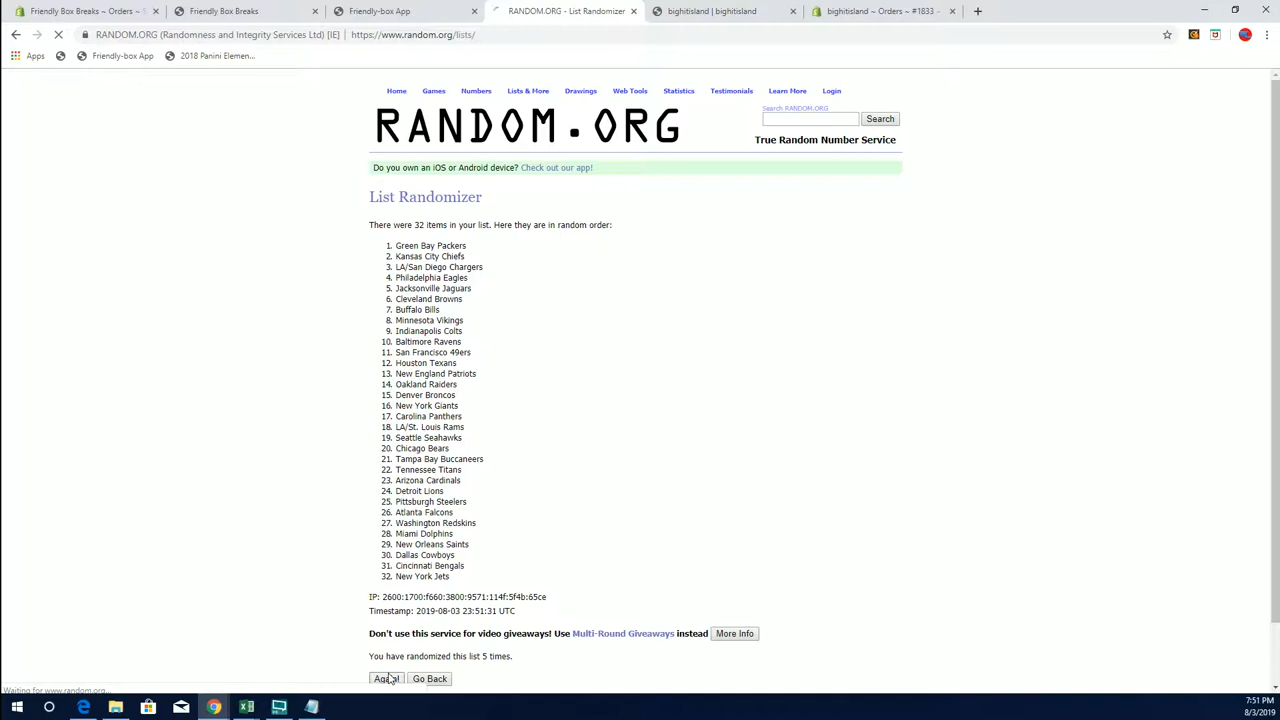 Friendly Box Breaks ~ Orders ~ S
Friendly Box Breaks
Friendly-box App
RANDOM.ORG - List Randomizer
bighitisland | bighitisland
bighitisland ~ Orders ~ #1833 ~
RANDOM.ORG (Randomness and Integrity Services Ltd) [IE] | https://www.random.org/lists/
Apps
Friendly-box App
2018 Panini Elemen...
Home Games Numbers Lists & More Drawings Web Tools Statistics Testimonials Learn More Login
RANDOM.ORG
Search RANDOM.ORG
Search
True Random Number Service
Do you own an iOS or Android device? Check out our app!
List Randomizer
There were 32 items in your list. Here they are in random order:
1. Green Bay Packers
2. Kansas City Chiefs
3. LA/San Diego Chargers
4. Philadelphia Eagles
5. Jacksonville Jaguars
6. Cleveland Browns
7. Buffalo Bills
8. Minnesota Vikings
9. Indianapolis Colts
10. Baltimore Ravens
11. San Francisco 49ers
12. Houston Texans
13. New England Patriots
14. Oakland Raiders
15. Denver Broncos
16. New York Giants
17. Carolina Panthers
18. LA/St. Louis Rams
19. Seattle Seahawks
20. Chicago Bears
21. Tampa Bay Buccaneers
22. Tennessee Titans
23. Arizona Cardinals
24. Detroit Lions
25. Pittsburgh Steelers
26. Atlanta Falcons
27. Washington Redskins
28. Miami Dolphins
29. New Orleans Saints
30. Dallas Cowboys
31. Cincinnati Bengals
32. New York Jets
IP: 2600:1700:f660:3800:9571:114f:5f4b:65ce
Timestamp: 2019-08-03 23:51:31 UTC
Don't use this service for video giveaways! Use Multi-Round Giveaways instead More Info
You have randomized this list 5 times.
Again! Go Back
Waiting for www.random.org...
7:51 PM
8/3/2019